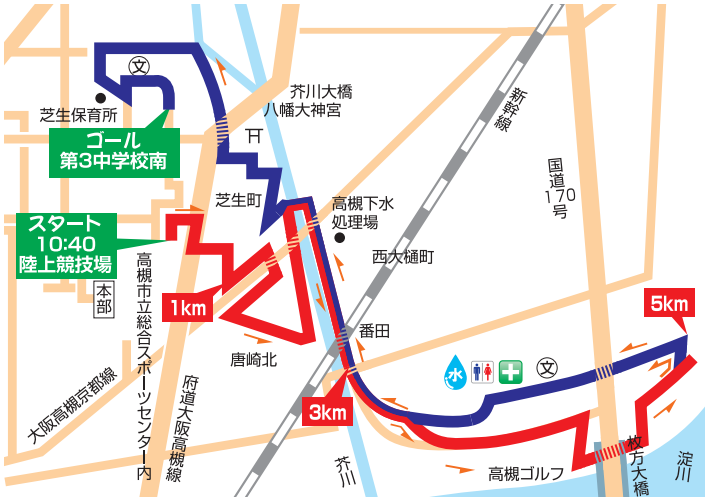 文
芝生保育所
ゴール
第3中学校南
芥川大橋
八幡大神宮
新幹線
国道170号
芝生町
高槻下水
処理場
スタート
10:40
陸上競技場
西大樋町
本部
1km
高槻市立総合スポーツセンター内
番田
5km
唐崎北
水
文
3km
大阪高槻京都線
府道大阪高槻線
芥川
高槻ゴルフ
枚方大橋
淀川